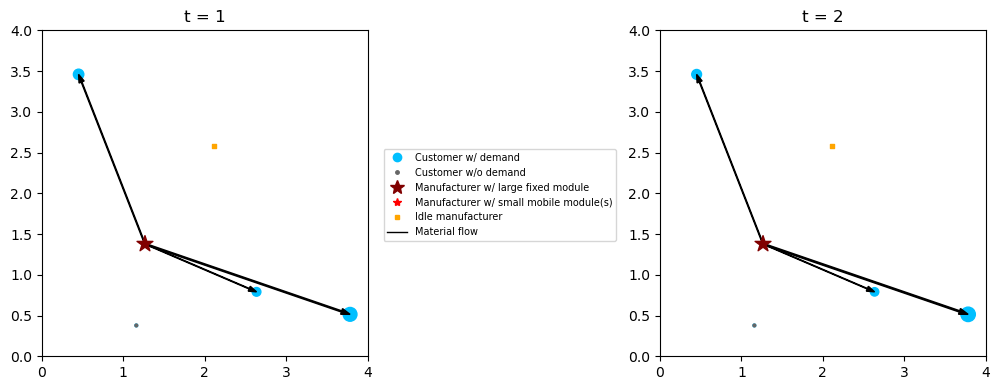 t = 1
4.0
3.5
3.0
2.5
2.0
1.5
1.0
0.5
0.0
0 1 2 3 4
Customer w/ demand
Customer w/o demand
Manufacturer w/ large fixed module
Manufacturer w/ small mobile module(s)
Idle manufacturer
Material flow
t = 2
4.0
3.5
3.0
2.5
2.0
1.5
1.0
0.5
0.0
0 1 2 3 4